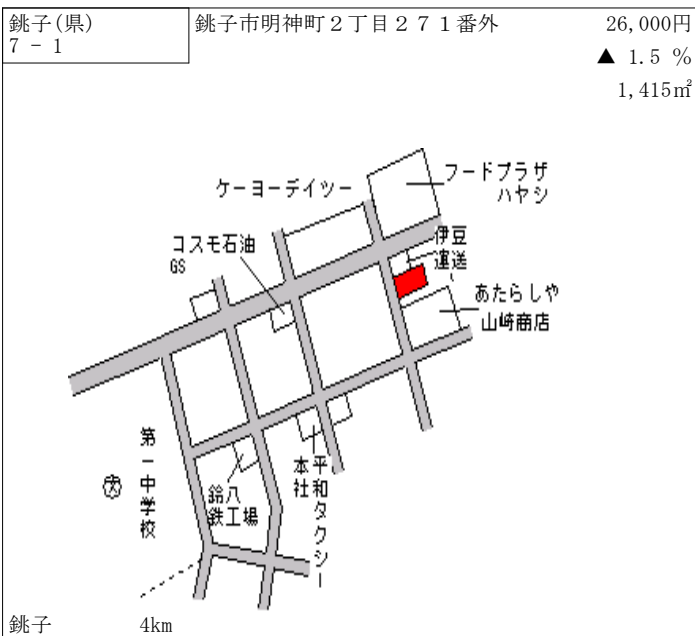 銚子(県)
7 - 1
銚子市明神町２丁目２７１番外
26,000円
▲ 1.5 %
1,415㎡
フードプラザ
ハヤシ
ケーヨーデイツー
コスモ石油
GS
伊豆
運送
あたらしや
山崎商店
第一中学校
文
鈴八
鉄工場
平和タクシー
本社
銚子 4km